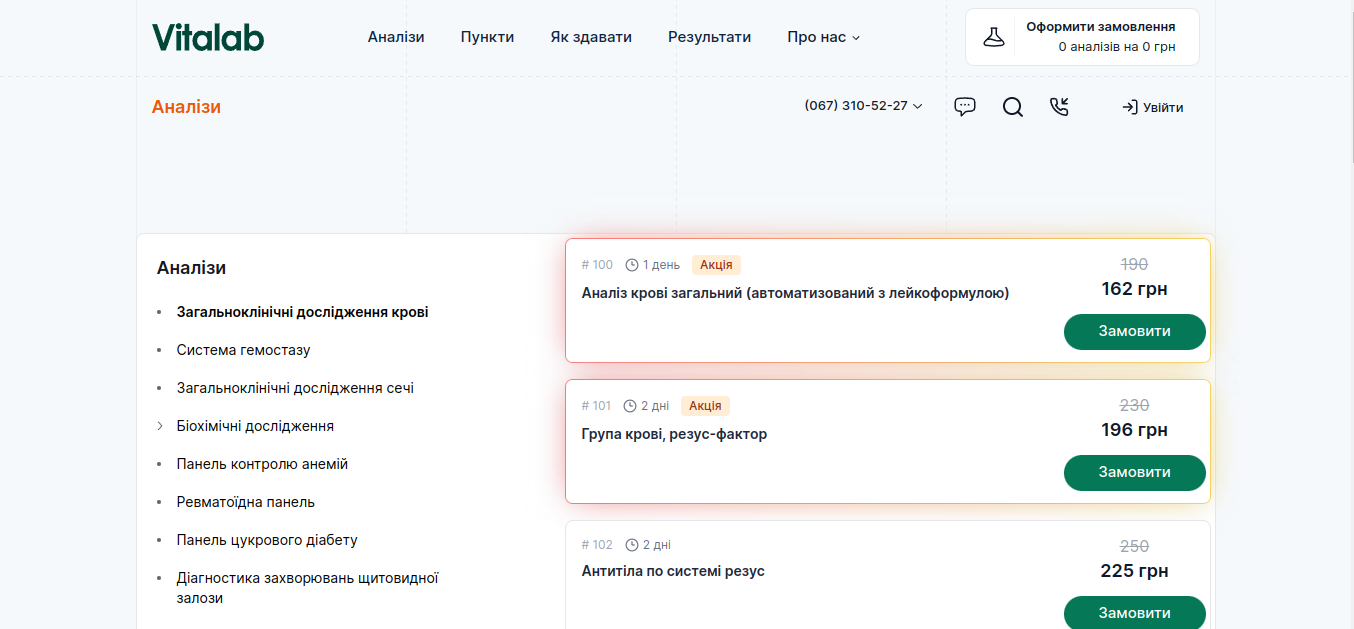 Vitalab
Аналізи
Пункти
Як здавати
Результати
Про нас
Оформити замовлення
0 аналізів на 0 грн
Аналізи
(067) 310-52-27
Увійти
Аналізи
Загальноклінічні дослідження крові
Система гемостазу
Загальноклінічні дослідження сечі
Біохімічні дослідження
Панель контролю анемій
Ревматоїдна панель
Панель цукрового діабету
Діагностика захворювань щитовидної
залози
# 100 1 день Акція
190
Аналіз крові загальний (автоматизований з лейкоформулою)
162 грн
Замовити
# 101 2 дні Акція
230
Група крові, резус-фактор
196 грн
Замовити
# 102 2 дні
250
Антитіла по системі резус
225 грн
Замовити